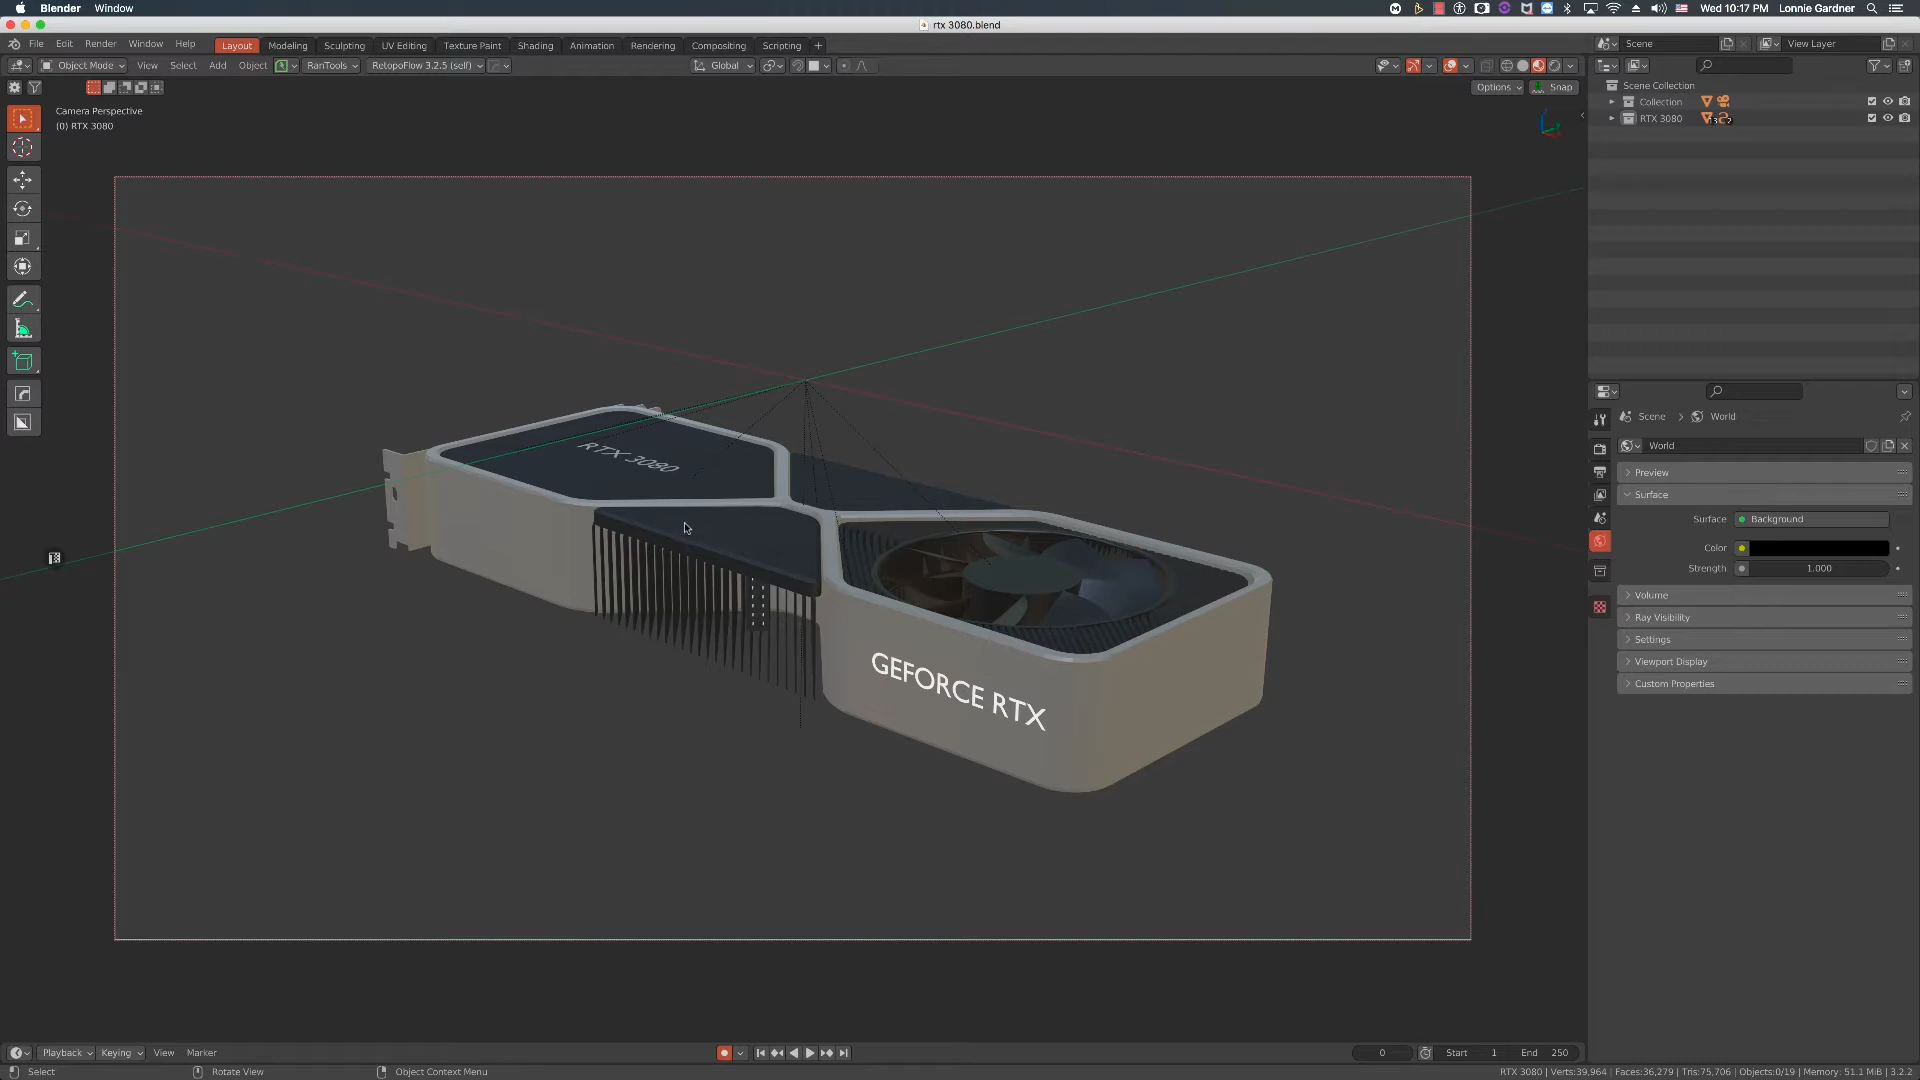 Blender Window
Wed 10:17 PM Lonnie Gardner
rtx 3080.blend
File Edit Render Window Help
Layout Modeling Sculpting UV Editing Texture Paint Shading Animation Rendering Compositing Scripting +
Scene
View Layer
Object Mode View Select Add Object RanTools RetopoFlow 3.2.5 (self)
Global
Options Snap
Camera Perspective
(0) RTX 3080
Scene Collection
Collection
RTX 3080
RTX 3080
GEFORCE RTX
Scene > World
World
Preview
Surface
Surface Background
Color
Strength 1.000
Volume
Ray Visibility
Settings
Viewport Display
Custom Properties
Playback Keying View Marker
0 Start 1 End 250
Select Rotate View Object Context Menu
RTX 3080 | Verts:39,964 | Faces:36,279 | Tris:75,706 | Objects:0/19 | Memory: 51.1 MiB | 3.2.2